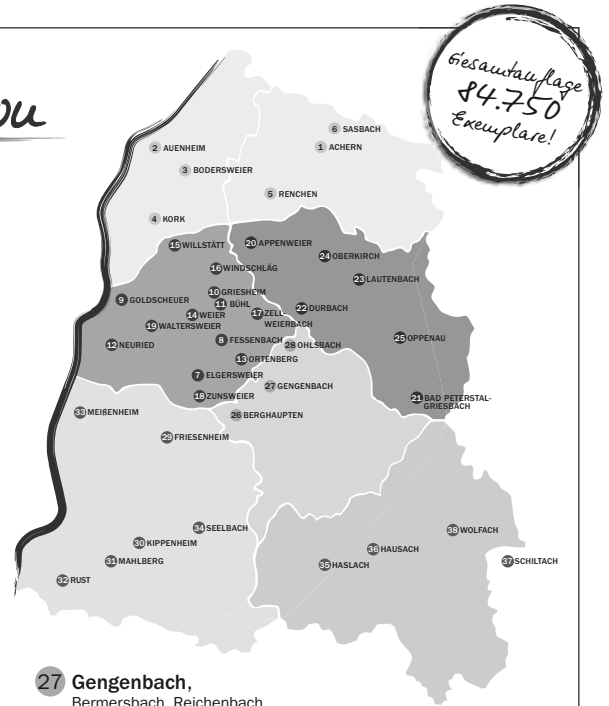 ou
Gesamtauflage
84.750
Exemplare!
6 SASBACH
2 AUENHEIM
1 ACHERN
3 BODERSWEIER
5 RENCHEN
4 KORK
15 WILLSTÄTT
20 APPENWEIER
24 OBERKIRCH
16 WINDSCHLÄG
23 LAUTENBACH
10 GRIESHEIM
9 GOLDSCHEUER
11 BÜHL
22 DURBACH
14 WEIER
17 ZELL
WEIERBACH
19 WALTERSWEIER
25 OPPENAU
8 FESSENBACH
12 NEURIED
28 OHLSBACH
13 ORTENBERG
7 ELGERSWEIER
27 GENGENBACH
18 ZUNSWEIER
21 BAD PETERSTAL-
GRIESBACH
33 MEIßENHEIM
26 BERGHAUPTEN
29 FRIESENHEIM
34 SEELBACH
38 WOLFACH
30 KIPPENHEIM
36 HAUSACH
31 MAHLBERG
35 HASLACH
37 SCHILTACH
32 RUST
27 Gengenbach,
Bermersbach, Reichenbach